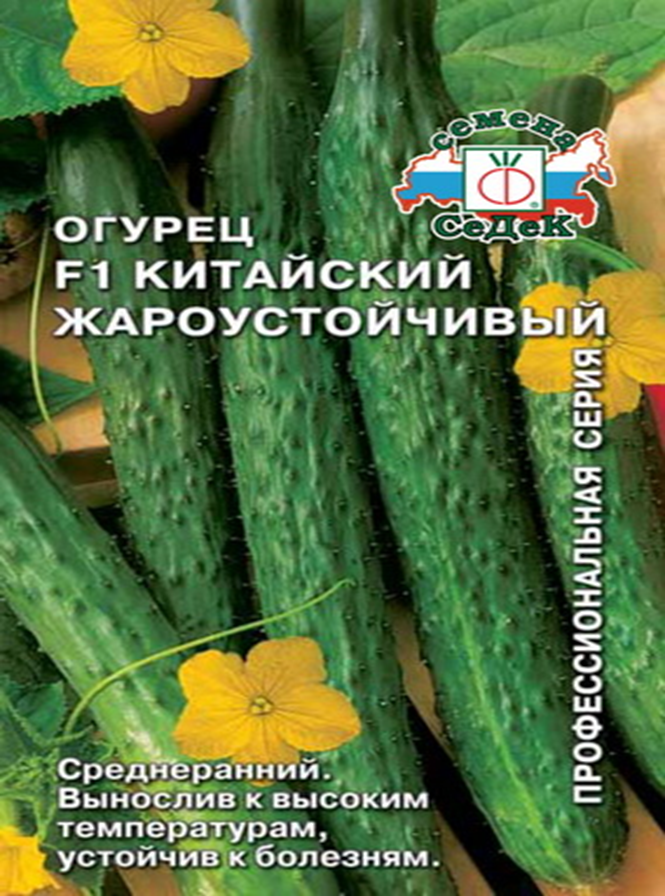 семена
СеДеК
ОГУРЕЦ
F1 КИТАЙСКИЙ
ЖАРОУСТОЙЧИВЫЙ
ПРОФЕССИОНАЛЬНАЯ СЕРИЯ
Среднеранний.
Вынослив к высоким
температурам,
устойчив к болезням.